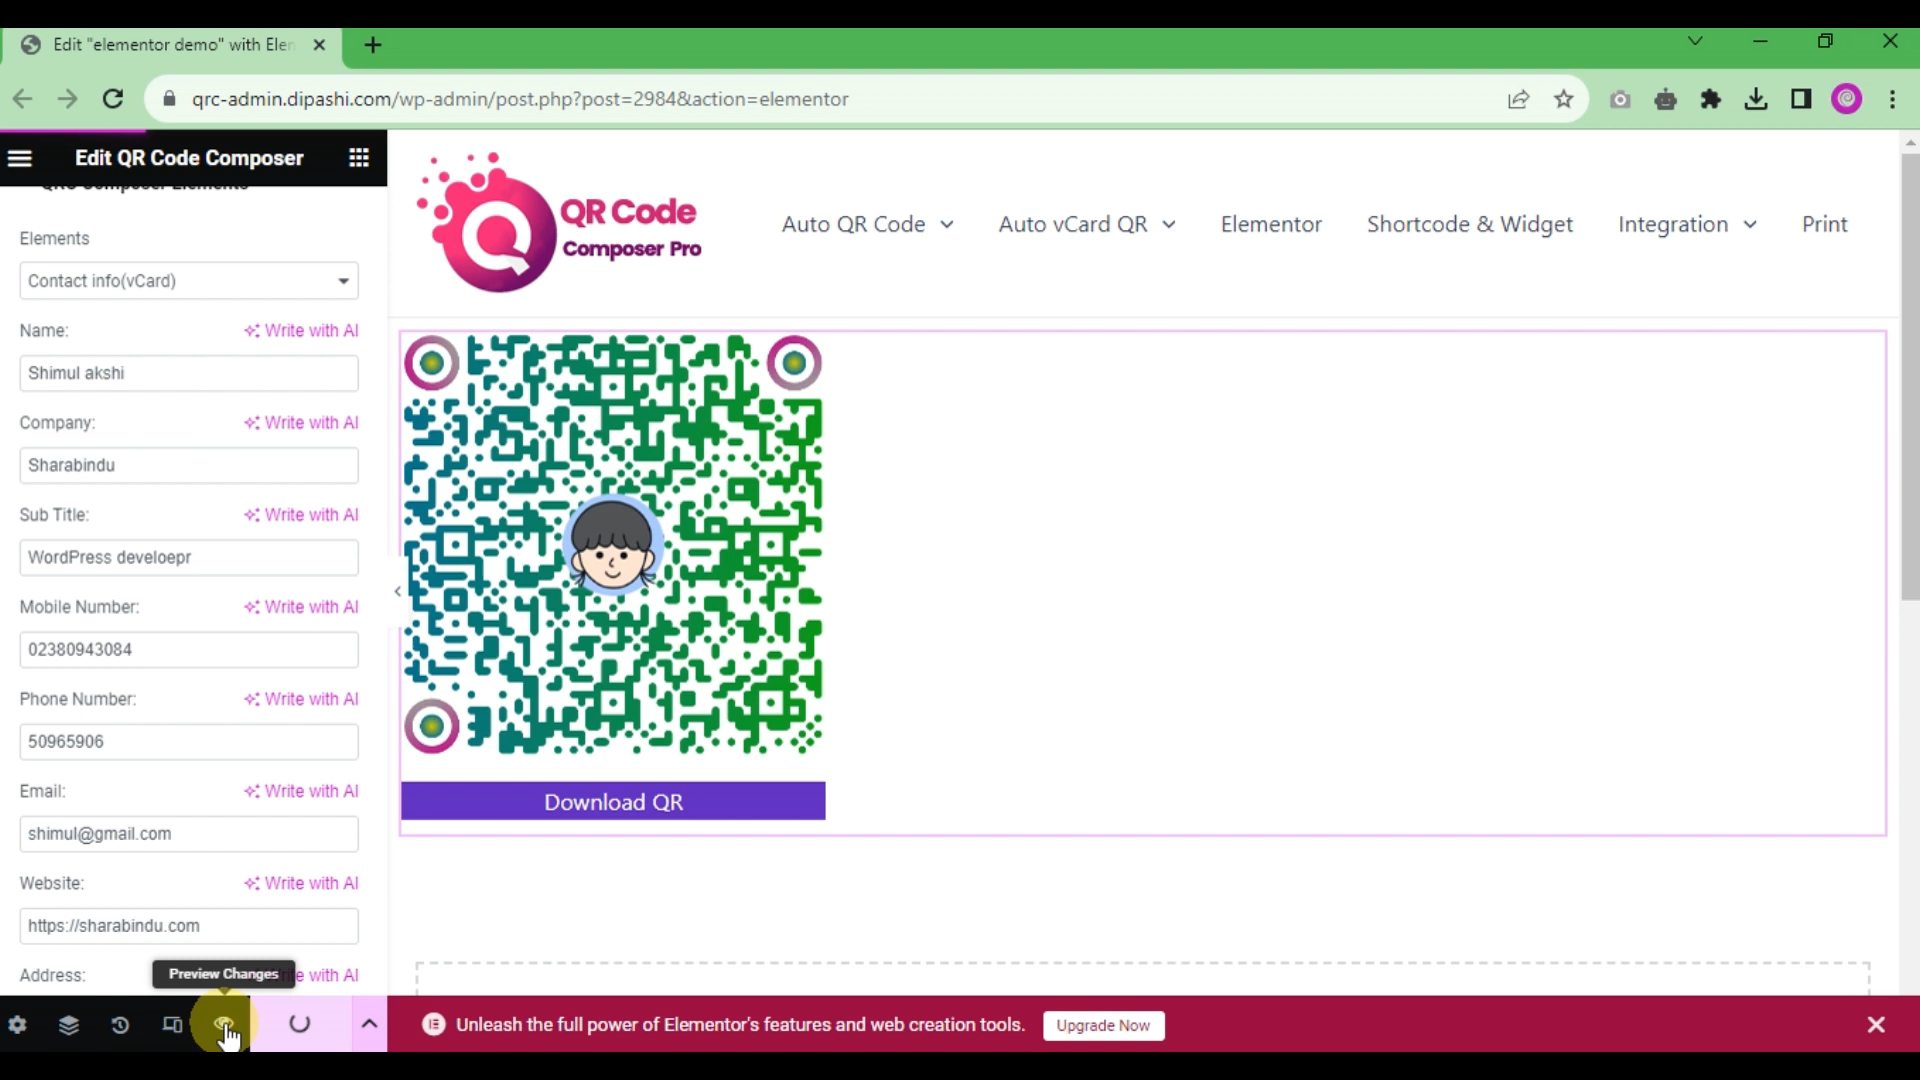 Edit "elementor demo" with Elen
qrc-admin.dipashi.com/wp-admin/post.php?post=2984&action=elementor
Edit QR Code Composer
QRC Composer Elements
Elements
Contact info(vCard)
Name:
Write with AI
Shimul akshi
Company:
Write with AI
Sharabindu
Sub Title:
Write with AI
WordPress develoepr
Mobile Number:
Write with AI
02380943084
Phone Number:
Write with AI
50965906
Email:
Write with AI
shimul@gmail.com
Website:
Write with AI
https://sharabindu.com
Address:
Preview Changes
e with AI
QR Code
Composer Pro
Auto QR Code
Auto vCard QR
Elementor
Shortcode & Widget
Integration
Print
Download QR
Unleash the full power of Elementor's features and web creation tools.
Upgrade Now